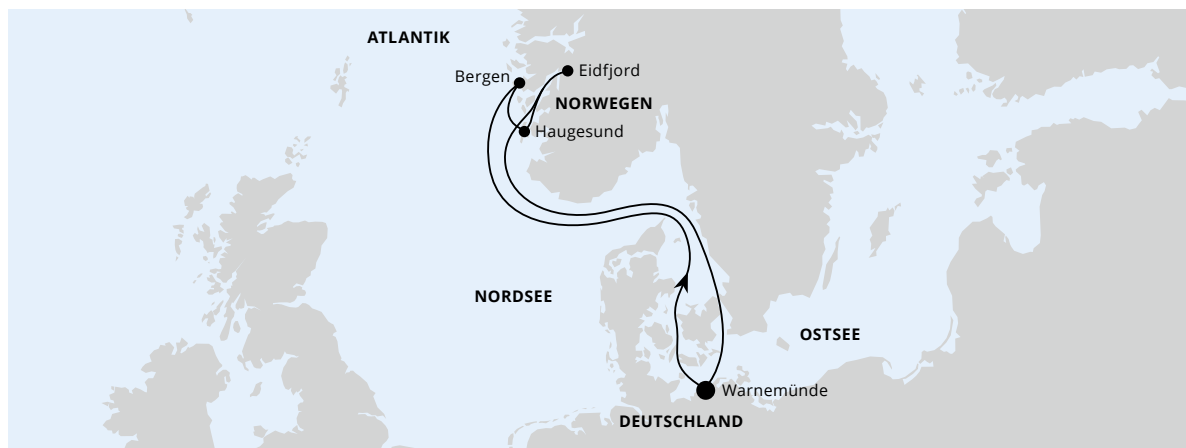 ATLANTIK
Bergen
Eidfjord
NORWEGEN
Haugesund
NORDSEE
OSTSEE
Warnemünde
DEUTSCHLAND